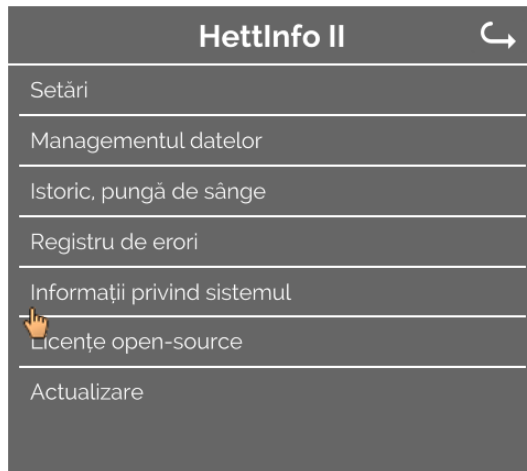 HettInfo II
Setări
Managementul datelor
Istoric, pungă de sânge
Registru de erori
Informații privind sistemul
Licențe open-source
Actualizare